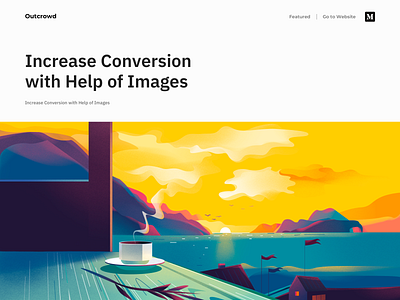 Outcrowd
Featured
Go to Website
M
Increase Conversion
with Help of Images
Increase Conversion with Help of Images